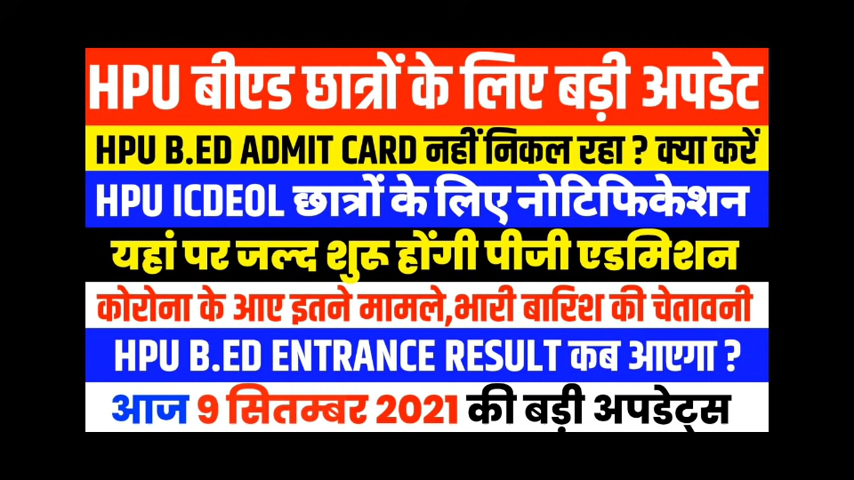 HPU बीएड छात्रों के लिए बड़ी अपडेट
HPU B.ED ADMIT CARD नहीं निकल रहा ? क्या करें
HPU ICDEOL छात्रों के लिए नोटिफिकेशन
यहां पर जल्द शुरू होंगी पीजी एडमिशन
कोरोना के आए इतने मामले,भारी बारिश की चेतावनी
HPU B.ED ENTRANCE RESULT कब आएगा ?
आज 9 सितम्बर 2021 की बड़ी अपडेट्स